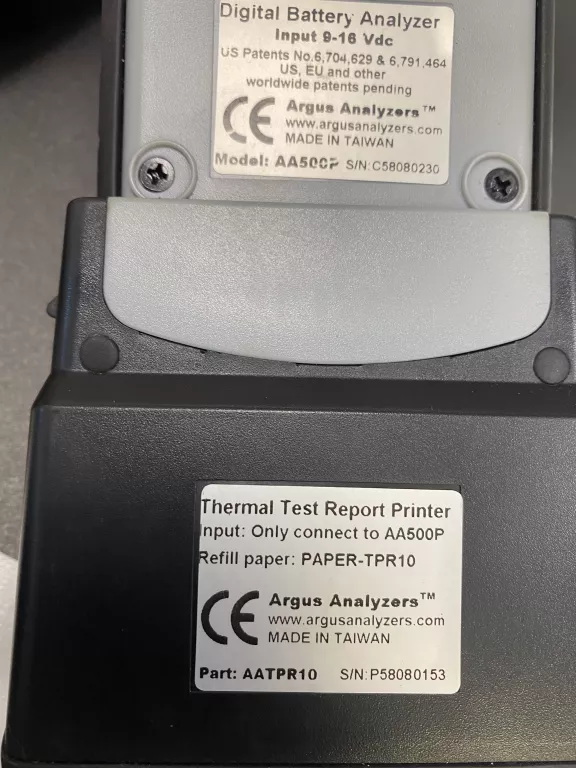 Digital Battery Analyzer
Input 9-16 Vdc
US Patents No.6,704,629 & 6,791,464
US, EU and other
worldwide patents pending
CE Argus Analyzers™
www.argusanalyzers.com
MADE IN TAIWAN
Model: AA500P S/N:C58080230
Thermal Test Report Printer
Input: Only connect to AA500P
Refill paper: PAPER-TPR10
CE Argus Analyzers™
www.argusanalyzers.com
MADE IN TAIWAN
Part: AATPR10 S/N:P58080153